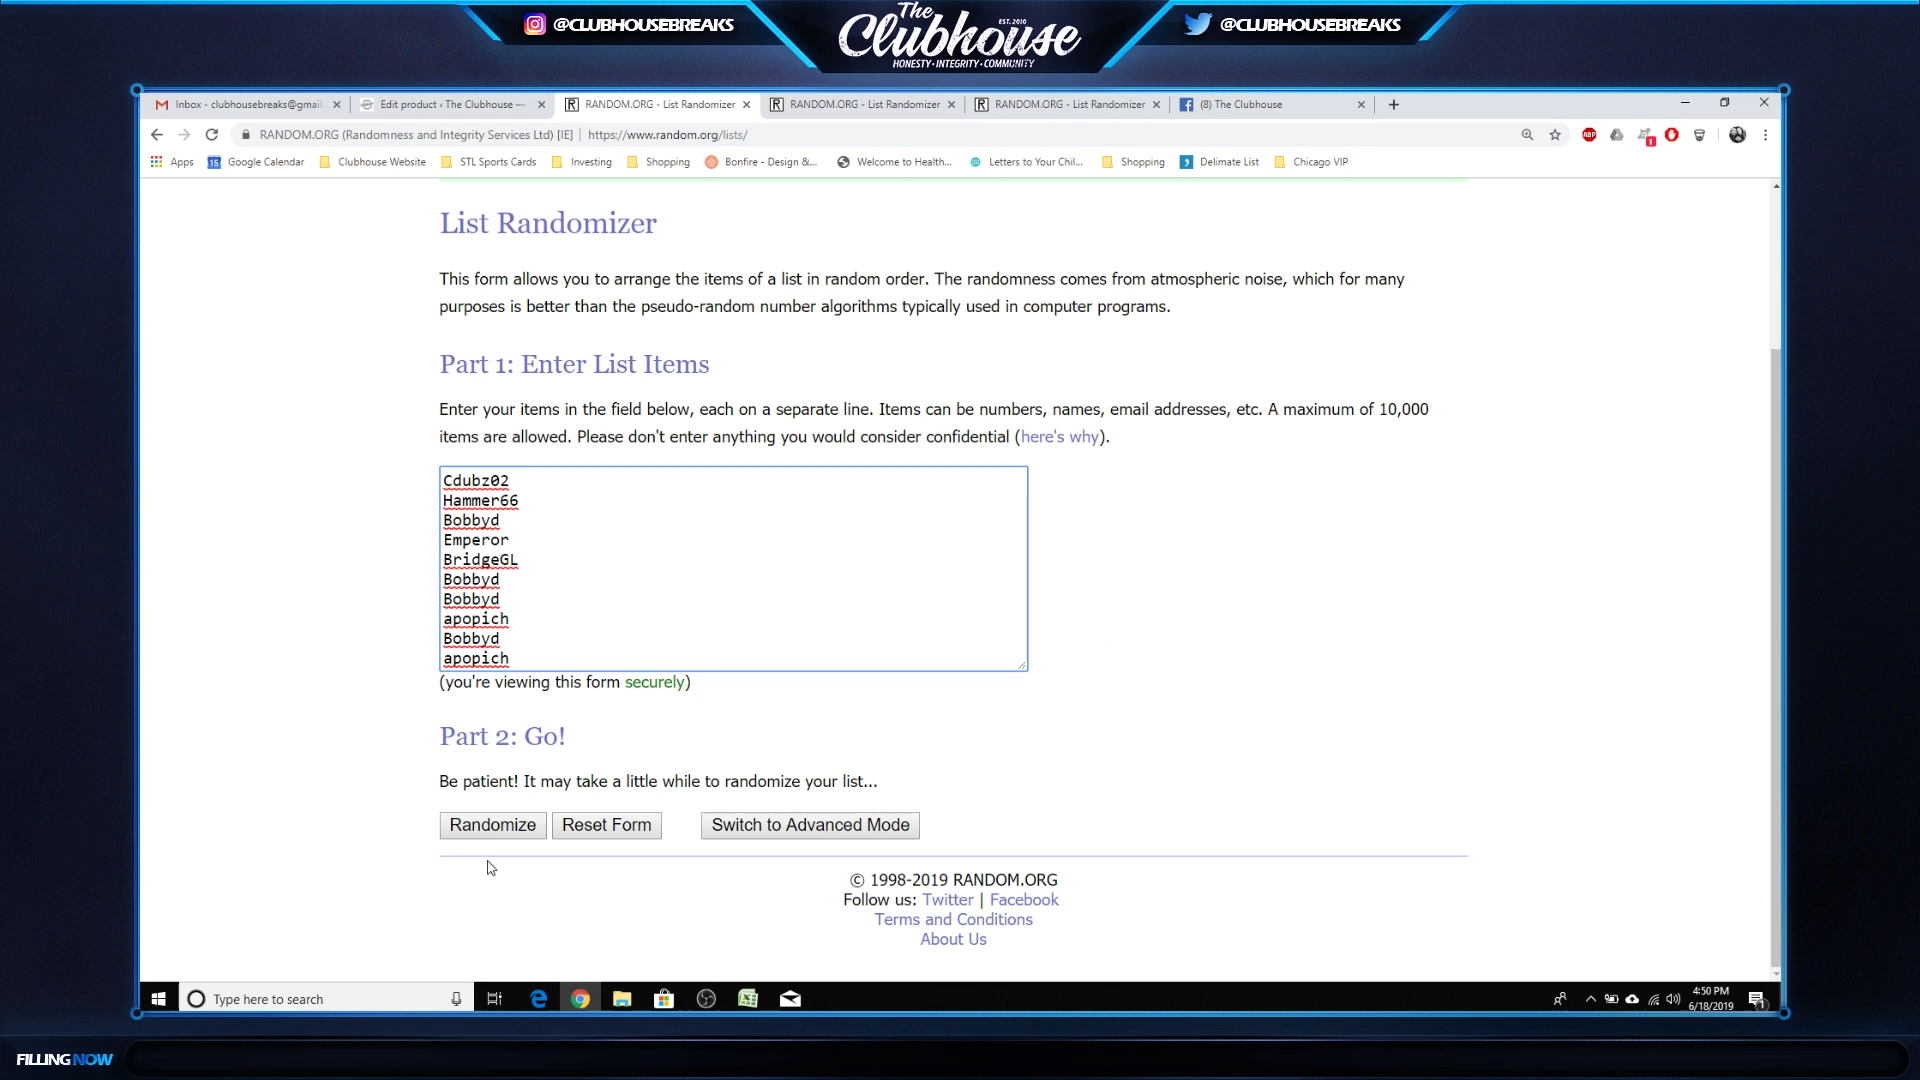 @CLUBHOUSEBREAKS
The
EST. 2010
Clubhouse
HONESTY • INTEGRITY • COMMUNITY
@CLUBHOUSEBREAKS
Inbox - clubhousebreaks@gmail.
Edit product ‹ The Clubhouse —
RANDOM.ORG - List Randomizer
RANDOM.ORG - List Randomizer
RANDOM.ORG - List Randomizer
(8) The Clubhouse
RANDOM.ORG (Randomness and Integrity Services Ltd) [IE] | https://www.random.org/lists/
ABP
1
Apps
Google Calendar
Clubhouse Website
STL Sports Cards
Investing
Shopping
Bonfire - Design &...
Welcome to Health...
Letters to Your Chil...
Shopping
Delimate List
Chicago VIP
List Randomizer
This form allows you to arrange the items of a list in random order. The randomness comes from atmospheric noise, which for many
purposes is better than the pseudo-random number algorithms typically used in computer programs.
Part 1: Enter List Items
Enter your items in the field below, each on a separate line. Items can be numbers, names, email addresses, etc. A maximum of 10,000
items are allowed. Please don't enter anything you would consider confidential (here's why).
Cdubz02
Hammer66
Bobbyd
Emperor
BridgeGL
Bobbyd
Bobbyd
apopich
Bobbyd
apopich
(you're viewing this form securely)
Part 2: Go!
Be patient! It may take a little while to randomize your list...
Randomize
Reset Form
Switch to Advanced Mode
© 1998-2019 RANDOM.ORG
Follow us: Twitter | Facebook
Terms and Conditions
About Us
Type here to search
4:50 PM
6/18/2019
FILLING NOW